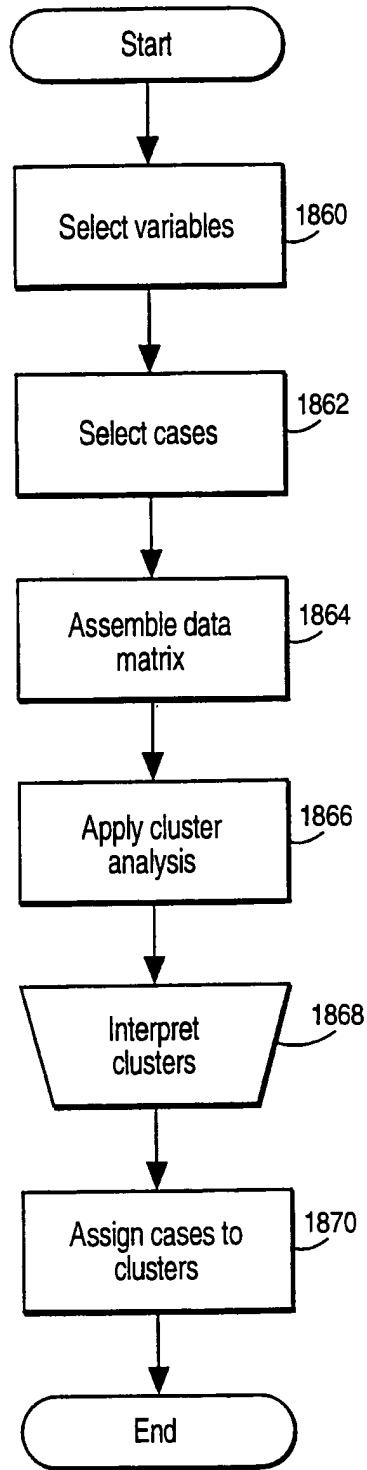 Start
Select variables
1860
Select cases
1862
Assemble data
matrix
1864
Apply cluster
analysis
1866
Interpret
clusters
1868
Assign cases to
clusters
1870
End